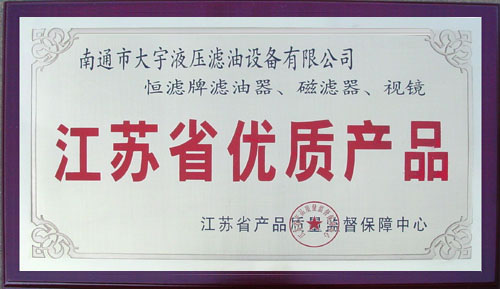 南通市大宇液压滤油设备有限公司
恒滤牌滤油器、磁滤器、视镜
江苏省优质产品
江苏省产品质量监督保障中心